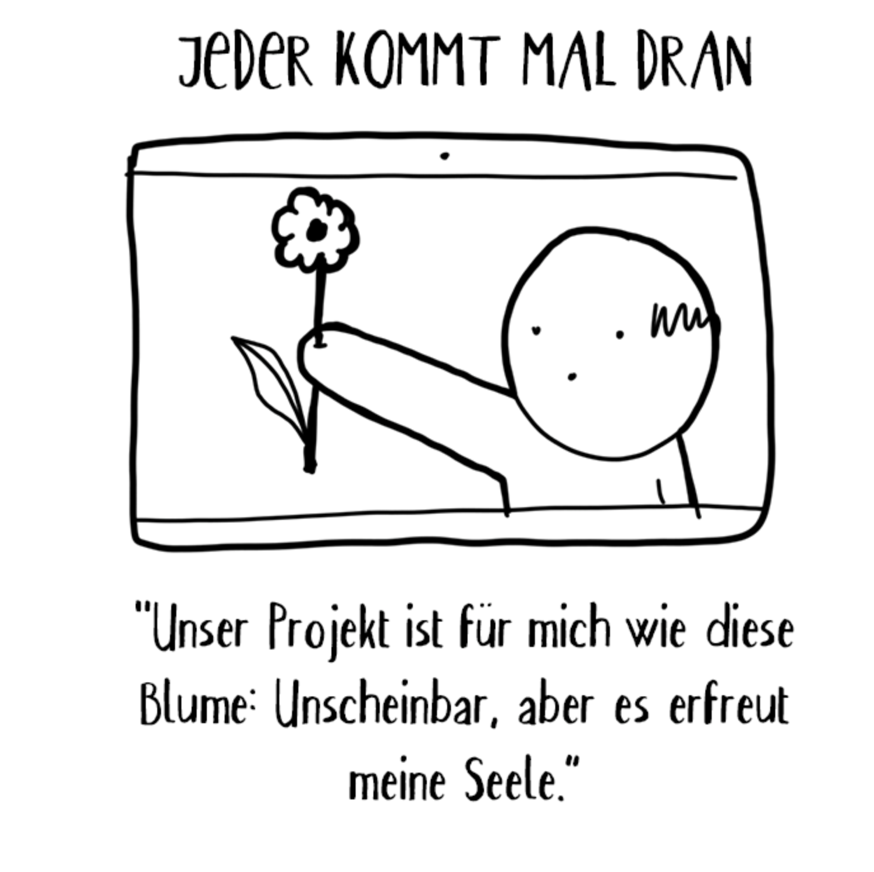 JEDER KOMMT MAL DRAN
"Unser Projekt ist für mich wie diese
Blume: Unscheinbar, aber es erfreut
meine Seele."